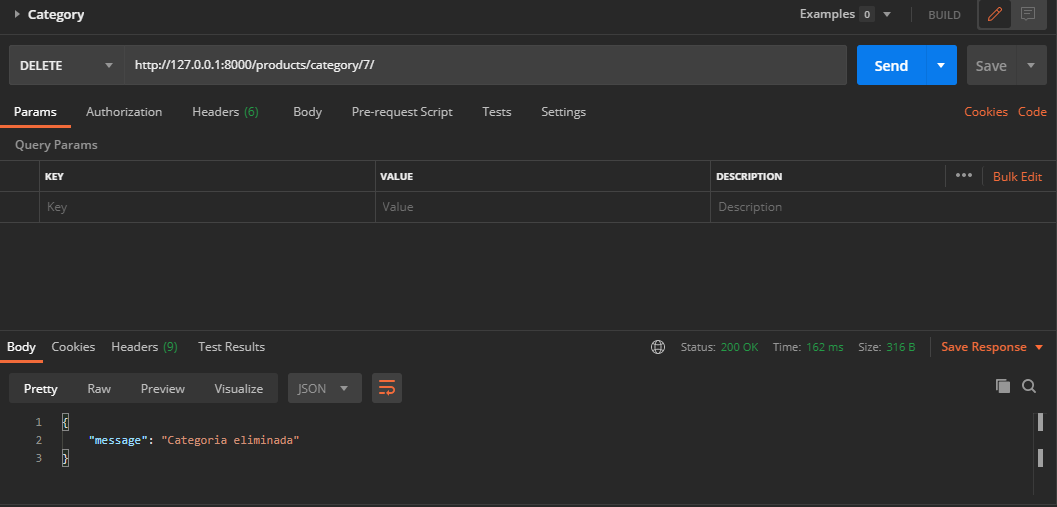 Category
Examples 0
BUILD
DELETE
http://127.0.0.1:8000/products/category/7/
Send
Save
Params Authorization Headers (6) Body Pre-request Script Tests Settings Cookies Code
Query Params
KEY VALUE DESCRIPTION ••• Bulk Edit
Key Value Description
Body Cookies Headers (9) Test Results Status: 200 OK Time: 162 ms Size: 316 B Save Response
Pretty Raw Preview Visualize JSON
1 {
2 "message": "Categoria eliminada"
3 }